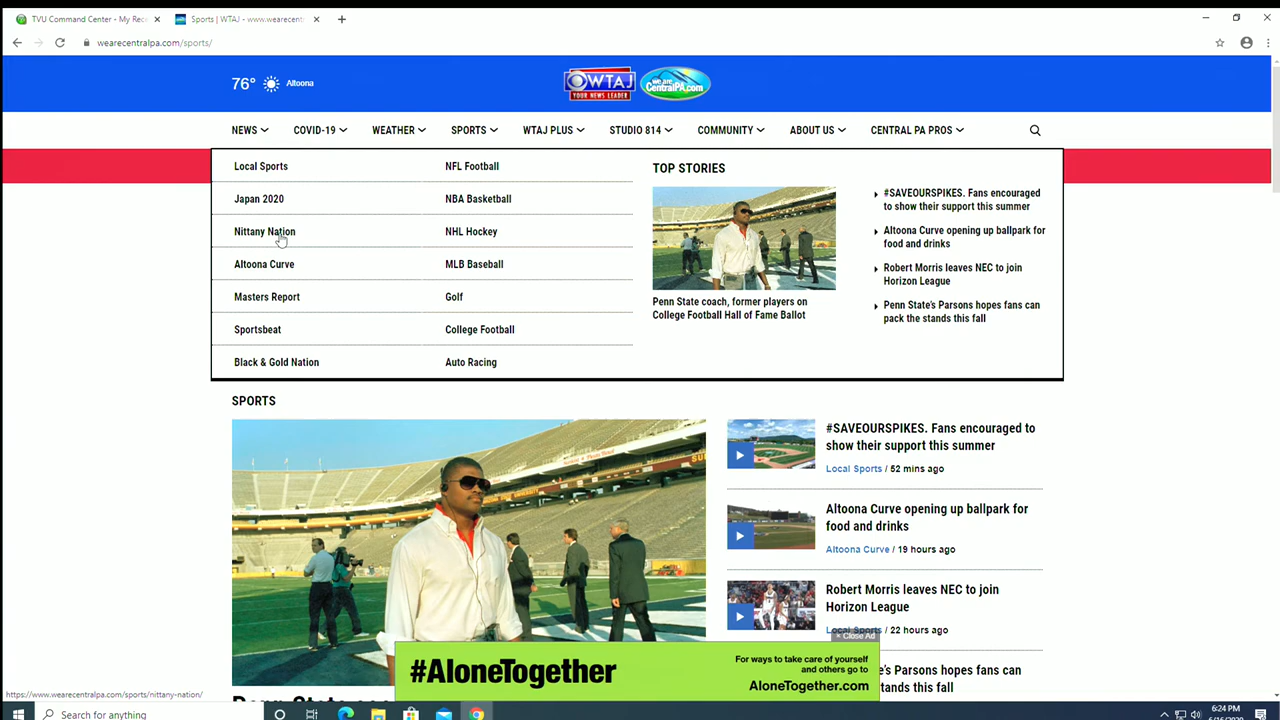 TVU Command Center - My Rece
Sports | WTAJ - www.wearecentr
wearecentralpa.com/sports/
76° Altoona
WTAJ
YOUR NEWS LEADER
we are
CentralPA.com
NEWS COVID-19 WEATHER SPORTS WTAJ PLUS STUDIO 814 COMMUNITY ABOUT US CENTRAL PA PROS
Local Sports
Japan 2020
Nittany Nation
Altoona Curve
Masters Report
Sportsbeat
Black & Gold Nation
NFL Football
NBA Basketball
NHL Hockey
MLB Baseball
Golf
College Football
Auto Racing
TOP STORIES
Penn State coach, former players on
College Football Hall of Fame Ballot
#SAVEOURSPIKES. Fans encouraged
to show their support this summer
Altoona Curve opening up ballpark for
food and drinks
Robert Morris leaves NEC to join
Horizon League
Penn State's Parsons hopes fans can
pack the stands this fall
SPORTS
#SAVEOURSPIKES. Fans encouraged to
show their support this summer
Local Sports / 52 mins ago
Altoona Curve opening up ballpark for
food and drinks
Altoona Curve / 19 hours ago
Robert Morris leaves NEC to join
Horizon League
Local Sports / 22 hours ago
× Close Ad
's Parsons hopes fans can
stands this fall
#AloneTogether
For ways to take care of yourself
and others go to
AloneTogether.com
https://www.wearecentralpa.com/sports/nittany-nation/
Search for anything
6:24 PM